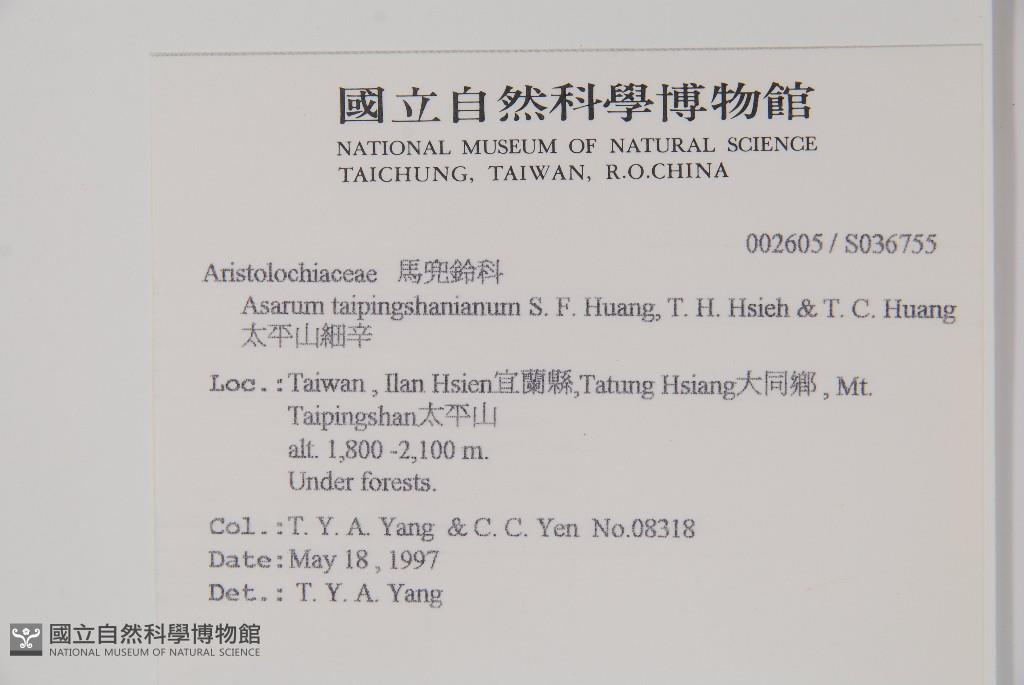 國立自然科學博物館
NATIONAL MUSEUM OF NATURAL SCIENCE
TAICHUNG, TAIWAN, R.O.CHINA
002605 / S036755
Aristolochiaceae 馬兜鈴科
Asarum taipingshanianum S. F. Huang, T. H. Hsieh & T. C. Huang
太平山細辛
Loc.:Taiwan , Ilan Hsien宜蘭縣,Tatung Hsiang大同鄉 , Mt.
Taipingshan太平山
alt. 1,800 -2,100 m.
Under forests.
Col.:T. Y. A. Yang & C. C. Yen No.08318
Date:May 18 , 1997
Det.: T. Y. A. Yang
國立自然科學博物館
NATIONAL MUSEUM OF NATURAL SCIENCE